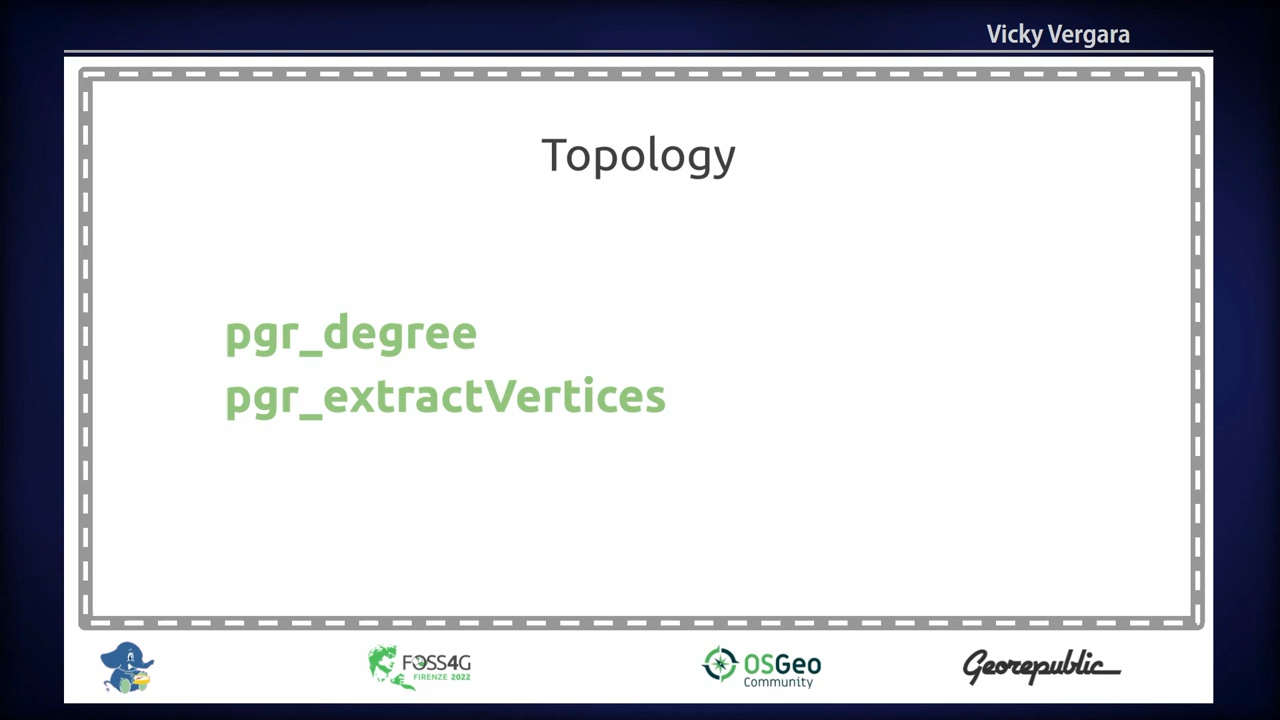 Vicky Vergara
Topology
pgr_degree
pgr_extractVertices
FOSS4G
FIRENZE 2022
OSGeo
Community
Georepublic